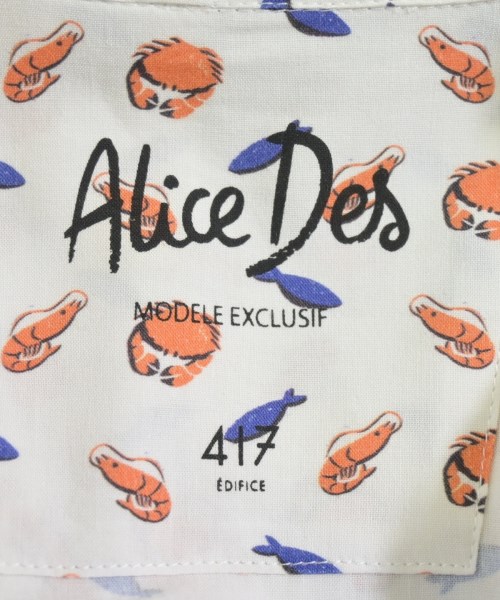 Alice Des
MODELE EXCLUSIF
417
ÉDIFICE